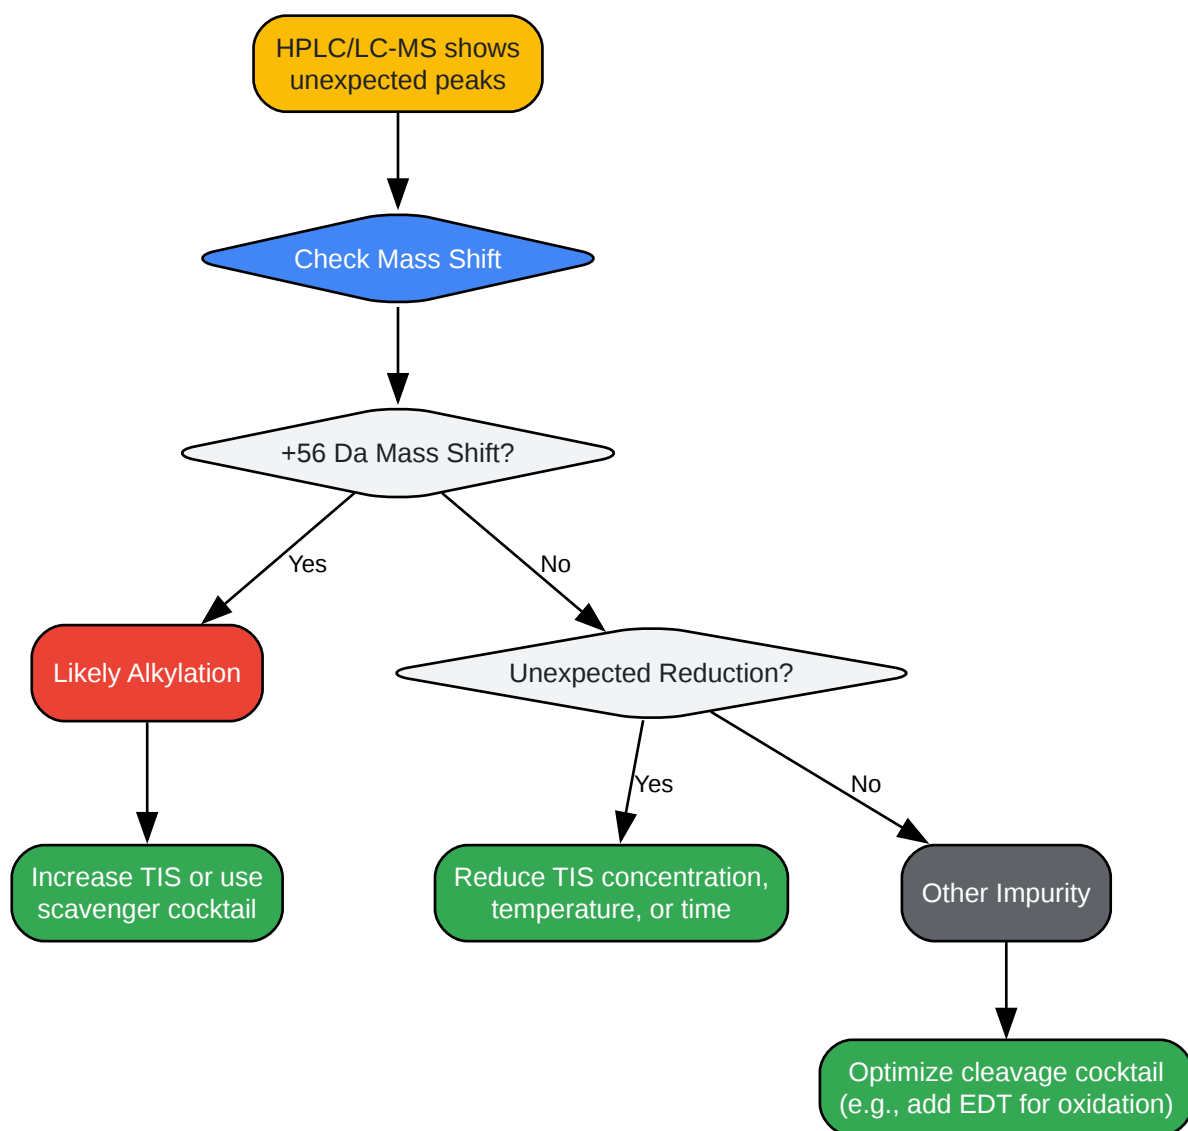 HPLC/LC-MS shows
unexpected peaks
Check Mass Shift
+56 Da Mass Shift?
Yes
No
Likely Alkylation
Unexpected Reduction?
Yes
No
Increase TIS or use
scavenger cocktail
Reduce TIS concentration,
temperature, or time
Other Impurity
Optimize cleavage cocktail
(e.g., add EDT for oxidation)